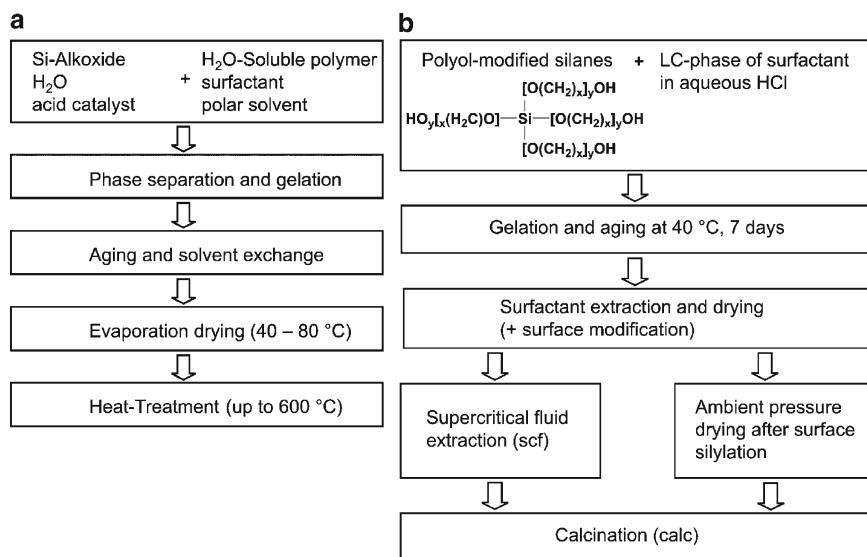 a
Si-Alkoxide
H2O
acid catalyst
+
H2O-Soluble polymer
surfactant
polar solvent
Phase separation and gelation
Aging and solvent exchange
Evaporation drying (40 – 80 °C)
Heat-Treatment (up to 600 °C)
b
Polyol-modified silanes + LC-phase of surfactant
in aqueous HCl
[O(CH2)x]yOH
HOy[x(H2C)O]—Si—[O(CH2)x]yOH
[O(CH2)x]yOH
Gelation and aging at 40 °C, 7 days
Surfactant extraction and drying
(+ surface modification)
Supercritical fluid
extraction (scf)
Ambient pressure
drying after surface
silylation
Calcination (calc)